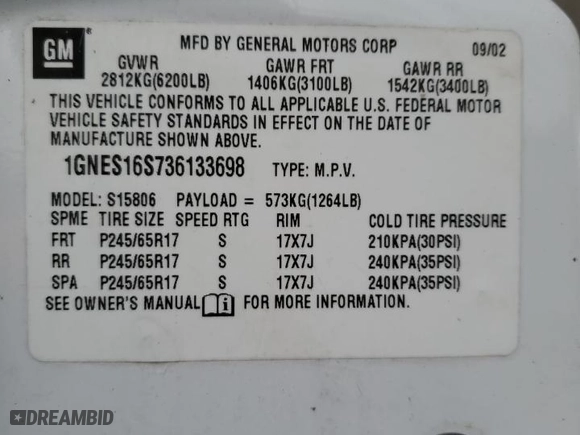 GM
MFD BY GENERAL MOTORS CORP 09/02
GVWR GAWR FRT GAWR RR
2812KG(6200LB) 1406KG(3100LB) 1542KG(3400LB)
THIS VEHICLE CONFORMS TO ALL APPLICABLE U.S. FEDERAL MOTOR
VEHICLE SAFETY STANDARDS IN EFFECT ON THE DATE OF
MANUFACTURE SHOWN ABOVE.
1GNES16S736133698 TYPE: M.P.V.
MODEL: S15806 PAYLOAD = 573KG(1264LB)
SPME TIRE SIZE SPEED RTG RIM COLD TIRE PRESSURE
FRT P245/65R17 S 17X7J 210KPA(30PSI)
RR P245/65R17 S 17X7J 240KPA(35PSI)
SPA P245/65R17 S 17X7J 240KPA(35PSI)
SEE OWNER'S MANUAL FOR MORE INFORMATION.
DREAMBID